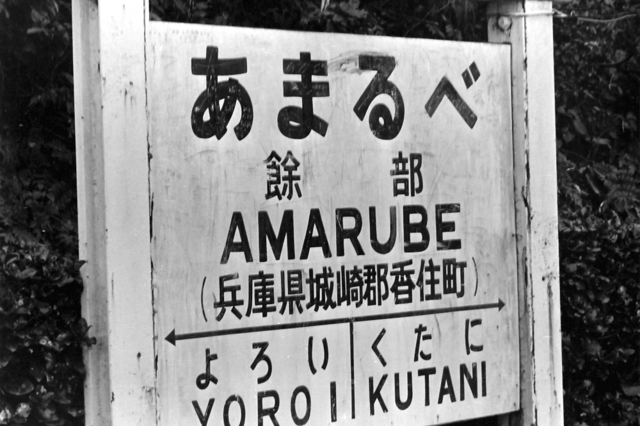 あまるべ
餘部
AMARUBE
(兵庫県城崎郡香住町)
よろい くたに
YOROI KUTANI